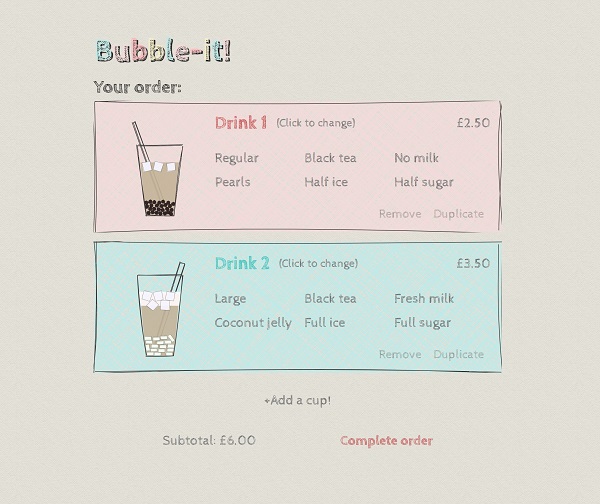 Bubble-it!
Your order:
Drink 1 (Click to change) £2.50
Regular Black tea No milk
Pearls Half ice Half sugar
Remove Duplicate
Drink 2 (Click to change) £3.50
Large Black tea Fresh milk
Coconut jelly Full ice Full sugar
Remove Duplicate
+Add a cup!
Subtotal: £6.00 Complete order